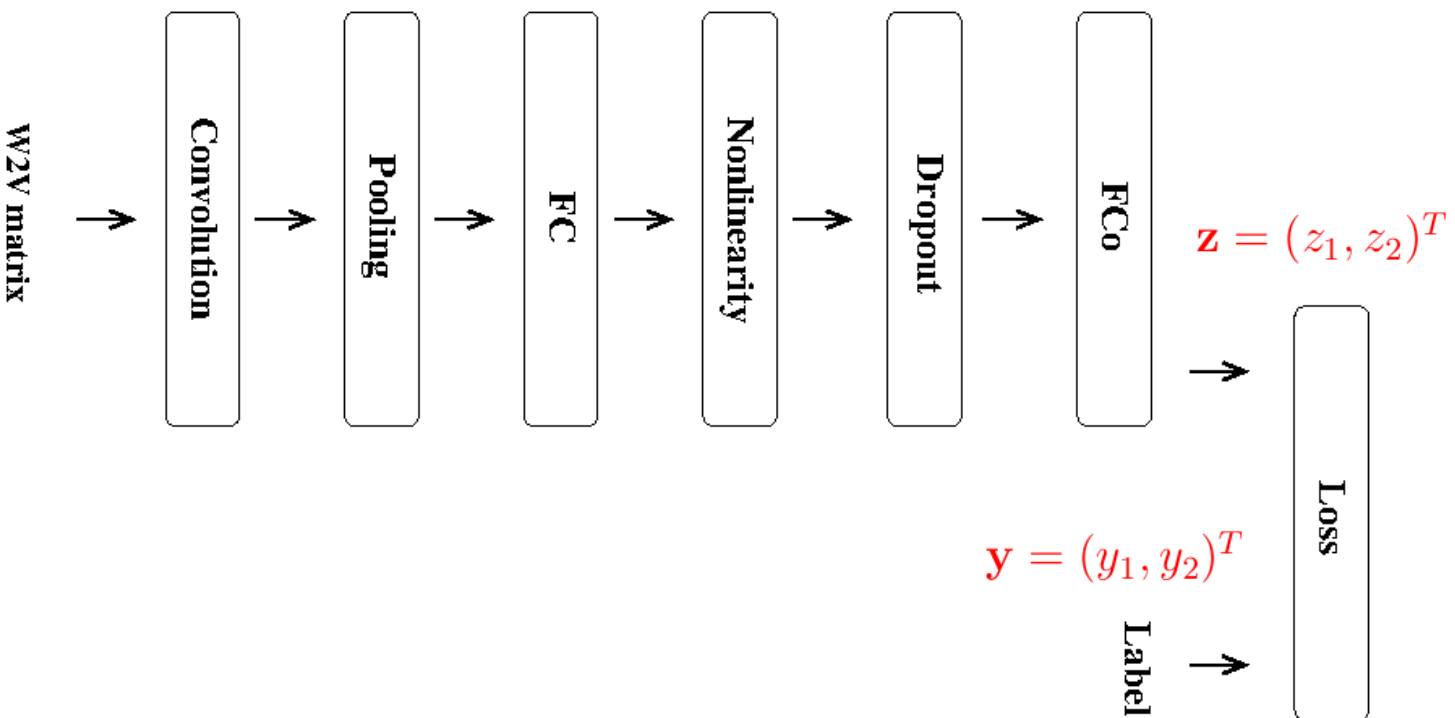 W2V matrix
Convolution
Pooling
FC
Nonlinearity
Dropout
FCo
z = (z₁, z₂)ᵀ
Loss
y = (y₁, y₂)ᵀ
Label